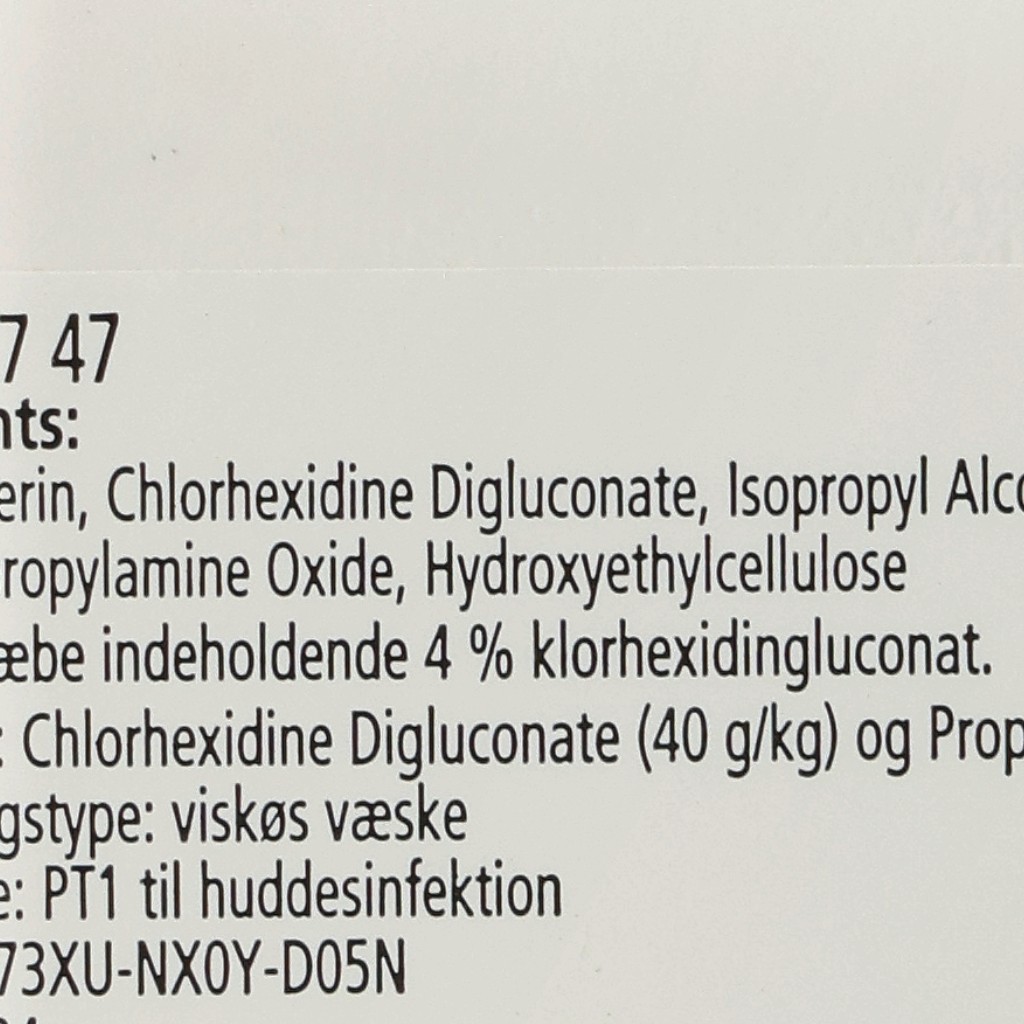 7 47
nts:
erin, Chlorhexidine Digluconate, Isopropyl Alco
ropylamine Oxide, Hydroxyethylcellulose
æbe indeholdende 4 % klorhexidingluconat.
: Chlorhexidine Digluconate (40 g/kg) og Prop
gstype: viskøs væske
e: PT1 til huddesinfektion
73XU-NX0Y-D05N